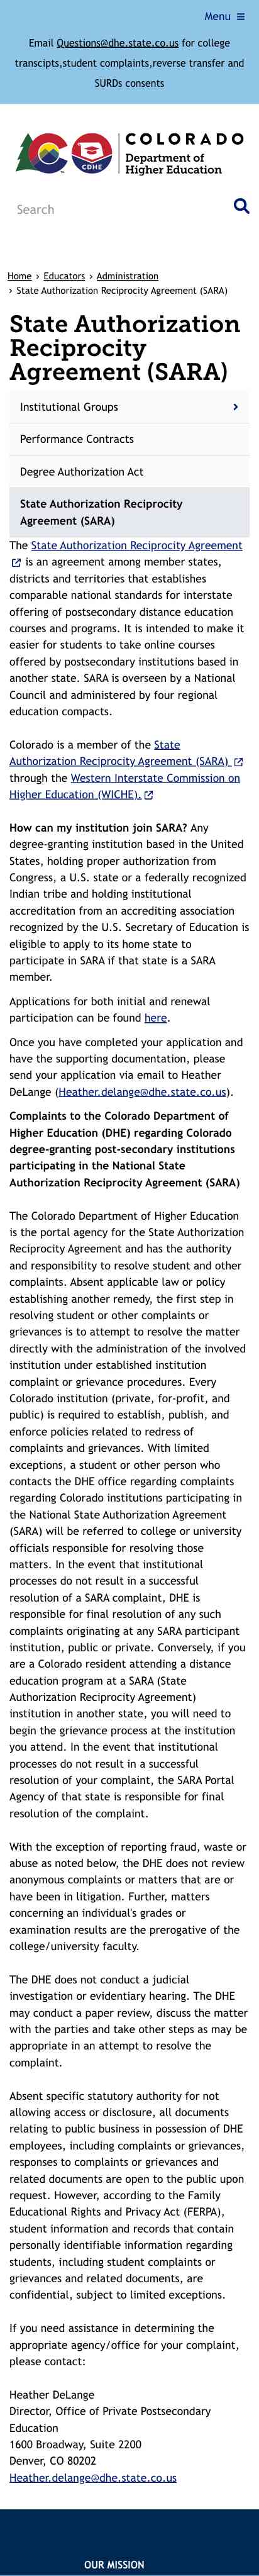 Menu ≡
Email Questions@dhe.state.co.us for college
transcipts,student complaints,reverse transfer and
SURDs consents
CO
CDHE
COLORADO
Department of
Higher Education
Search
Home › Educators › Administration
› State Authorization Reciprocity Agreement (SARA)
State Authorization
Reciprocity
Agreement (SARA)
Institutional Groups
Performance Contracts
Degree Authorization Act
State Authorization Reciprocity
Agreement (SARA)
The State Authorization Reciprocity Agreement
is an agreement among member states,
districts and territories that establishes
comparable national standards for interstate
offering of postsecondary distance education
courses and programs. It is intended to make it
easier for students to take online courses
offered by postsecondary institutions based in
another state. SARA is overseen by a National
Council and administered by four regional
education compacts.
Colorado is a member of the State
Authorization Reciprocity Agreement (SARA)
through the Western Interstate Commission on
Higher Education (WICHE).
How can my institution join SARA? Any
degree-granting institution based in the United
States, holding proper authorization from
Congress, a U.S. state or a federally recognized
Indian tribe and holding institutional
accreditation from an accrediting association
recognized by the U.S. Secretary of Education is
eligible to apply to its home state to
participate in SARA if that state is a SARA
member.
Applications for both initial and renewal
participation can be found here.
Once you have completed your application and
have the supporting documentation, please
send your application via email to Heather
DeLange (Heather.delange@dhe.state.co.us).
Complaints to the Colorado Department of
Higher Education (DHE) regarding Colorado
degree-granting post-secondary institutions
participating in the National State
Authorization Reciprocity Agreement (SARA)
The Colorado Department of Higher Education
is the portal agency for the State Authorization
Reciprocity Agreement and has the authority
and responsibility to resolve student and other
complaints. Absent applicable law or policy
establishing another remedy, the first step in
resolving student or other complaints or
grievances is to attempt to resolve the matter
directly with the administration of the involved
institution under established institution
complaint or grievance procedures. Every
Colorado institution (private, for-profit, and
public) is required to establish, publish, and
enforce policies related to redress of
complaints and grievances. With limited
exceptions, a student or other person who
contacts the DHE office regarding complaints
regarding Colorado institutions participating in
the National State Authorization Agreement
(SARA) will be referred to college or university
officials responsible for resolving those
matters. In the event that institutional
processes do not result in a successful
resolution of a SARA complaint, DHE is
responsible for final resolution of any such
complaints originating at any SARA participant
institution, public or private. Conversely, if you
are a Colorado resident attending a distance
education program at a SARA (State
Authorization Reciprocity Agreement)
institution in another state, you will need to
begin the grievance process at the institution
you attend. In the event that institutional
processes do not result in a successful
resolution of your complaint, the SARA Portal
Agency of that state is responsible for final
resolution of the complaint.
With the exception of reporting fraud, waste or
abuse as noted below, the DHE does not review
anonymous complaints or matters that are or
have been in litigation. Further, matters
concerning an individual's grades or
examination results are the prerogative of the
college/university faculty.
The DHE does not conduct a judicial
investigation or evidentiary hearing. The DHE
may conduct a paper review, discuss the matter
with the parties and take other steps as may be
appropriate in an attempt to resolve the
complaint.
Absent specific statutory authority for not
allowing access or disclosure, all documents
relating to public business in possession of DHE
employees, including complaints or grievances,
responses to complaints or grievances and
related documents are open to the public upon
request. However, according to the Family
Educational Rights and Privacy Act (FERPA),
student information and records that contain
personally identifiable information regarding
students, including student complaints or
grievances and related documents, are
confidential, subject to limited exceptions.
If you need assistance in determining the
appropriate agency/office for your complaint,
please contact:
Heather DeLange
Director, Office of Private Postsecondary
Education
1600 Broadway, Suite 2200
Denver, CO 80202
Heather.delange@dhe.state.co.us
OUR MISSION